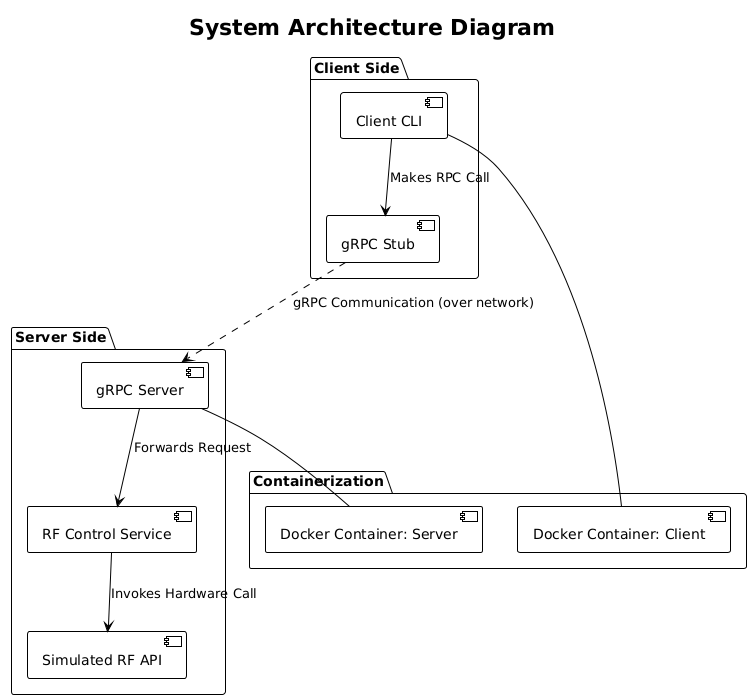 System Architecture Diagram
Client Side
Client CLI
Makes RPC Call
gRPC Stub
gRPC Communication (over network)
Server Side
gRPC Server
Forwards Request
Containerization
RF Control Service
Docker Container: Server
Docker Container: Client
Invokes Hardware Call
Simulated RF API